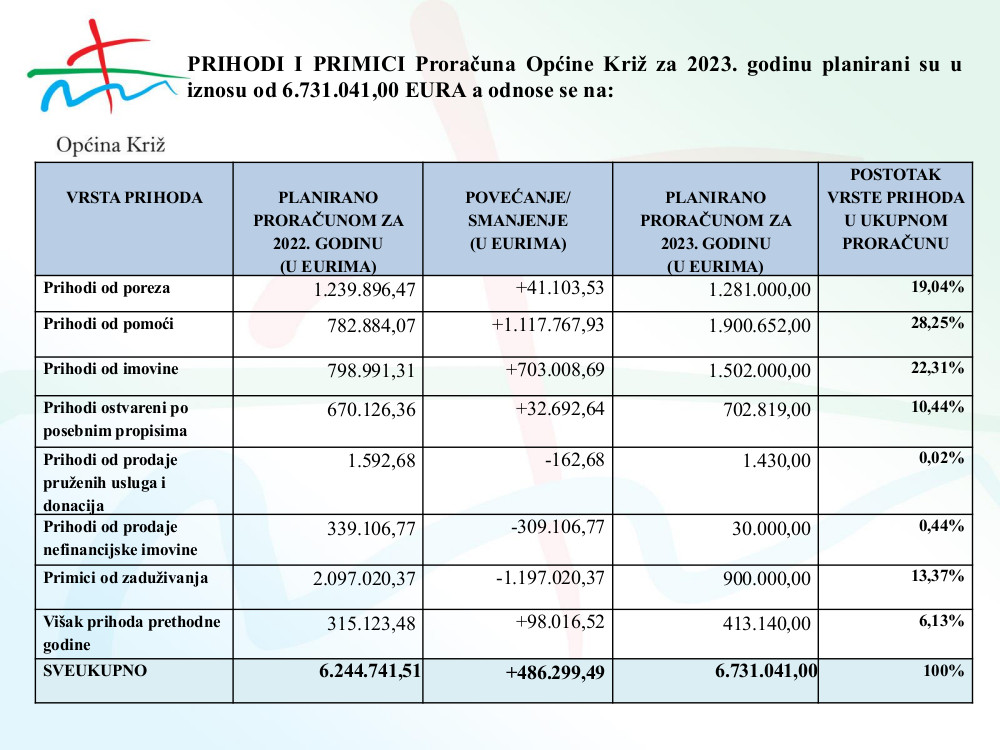 PRIHODI I PRIMICI Proračuna Općine Križ za 2023. godinu planirani su u
iznosu od 6.731.041,00 EURA a odnose se na:
Općina Križ
VRSTA PRIHODA
PLANIRANO
PRORAČUNOM ZA
2022. GODINU
(U EURIMA)
POVEĆANJE/
SMANJENJE
(U EURIMA)
PLANIRANO
PRORAČUNOM ZA
2023. GODINU
(U EURIMA)
POSTOTAK
VRSTE PRIHODA
U UKUPNOM
PRORAČUNU
Prihodi od poreza 1.239.896,47 +41.103,53 1.281.000,00 19,04%
Prihodi od pomoći 782.884,07 +1.117.767,93 1.900.652,00 28,25%
Prihodi od imovine 798.991,31 +703.008,69 1.502.000,00 22,31%
Prihodi ostvareni po 670.126,36 +32.692,64 702.819,00 10,44%
posebnim propisima
Prihodi od prodaje 1.592,68 -162,68 1.430,00 0,02%
pruženih usluga i
donacija
Prihodi od prodaje 339.106,77 -309.106,77 30.000,00 0,44%
nefinancijske imovine
Primici od zaduživanja 2.097.020,37 -1.197.020,37 900.000,00 13,37%
Višak prihoda prethodne 315.123,48 +98.016,52 413.140,00 6,13%
godine
SVEUKUPNO 6.244.741,51 +486.299,49 6.731.041,00 100%